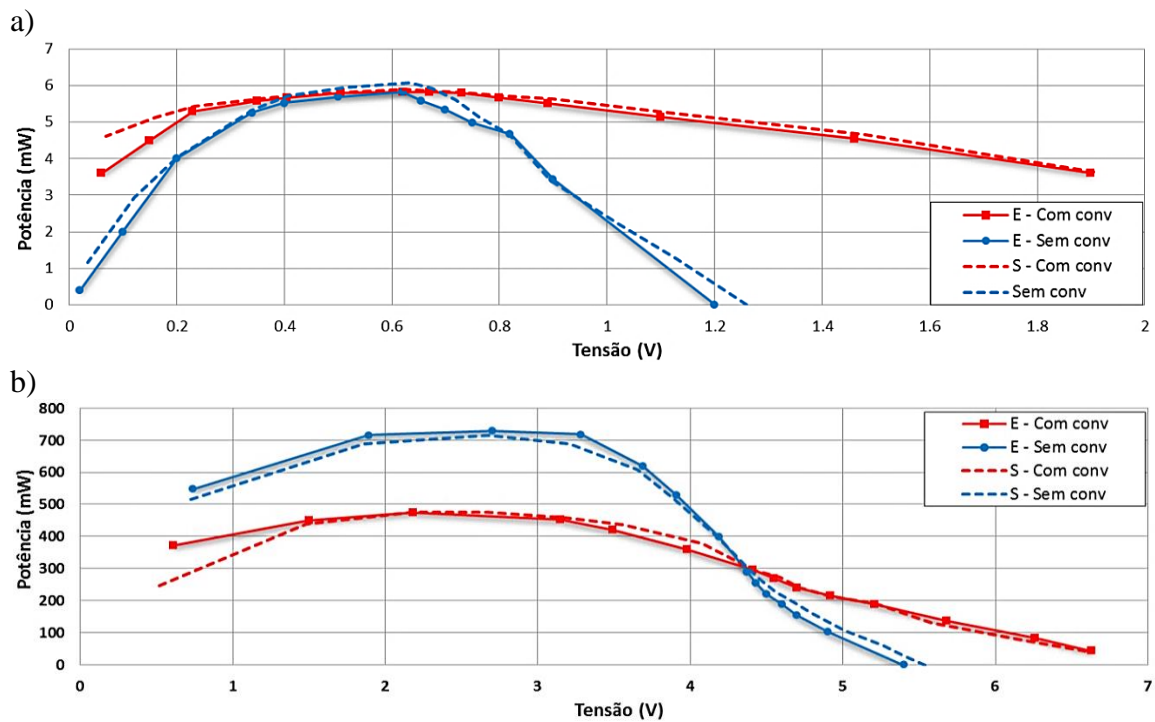 a)
7
6
5
4
3
2
1
0
Potência (mW)
0 0.2 0.4 0.6 0.8 1 1.2 1.4 1.6 1.8 2
Tensão (V)
E - Com conv
E - Sem conv
S - Com conv
Sem conv
b)
800
700
600
500
400
300
200
100
0
Potência (mW)
0 1 2 3 4 5 6 7
Tensão (V)
E - Com conv
E - Sem conv
S - Com conv
S - Sem conv